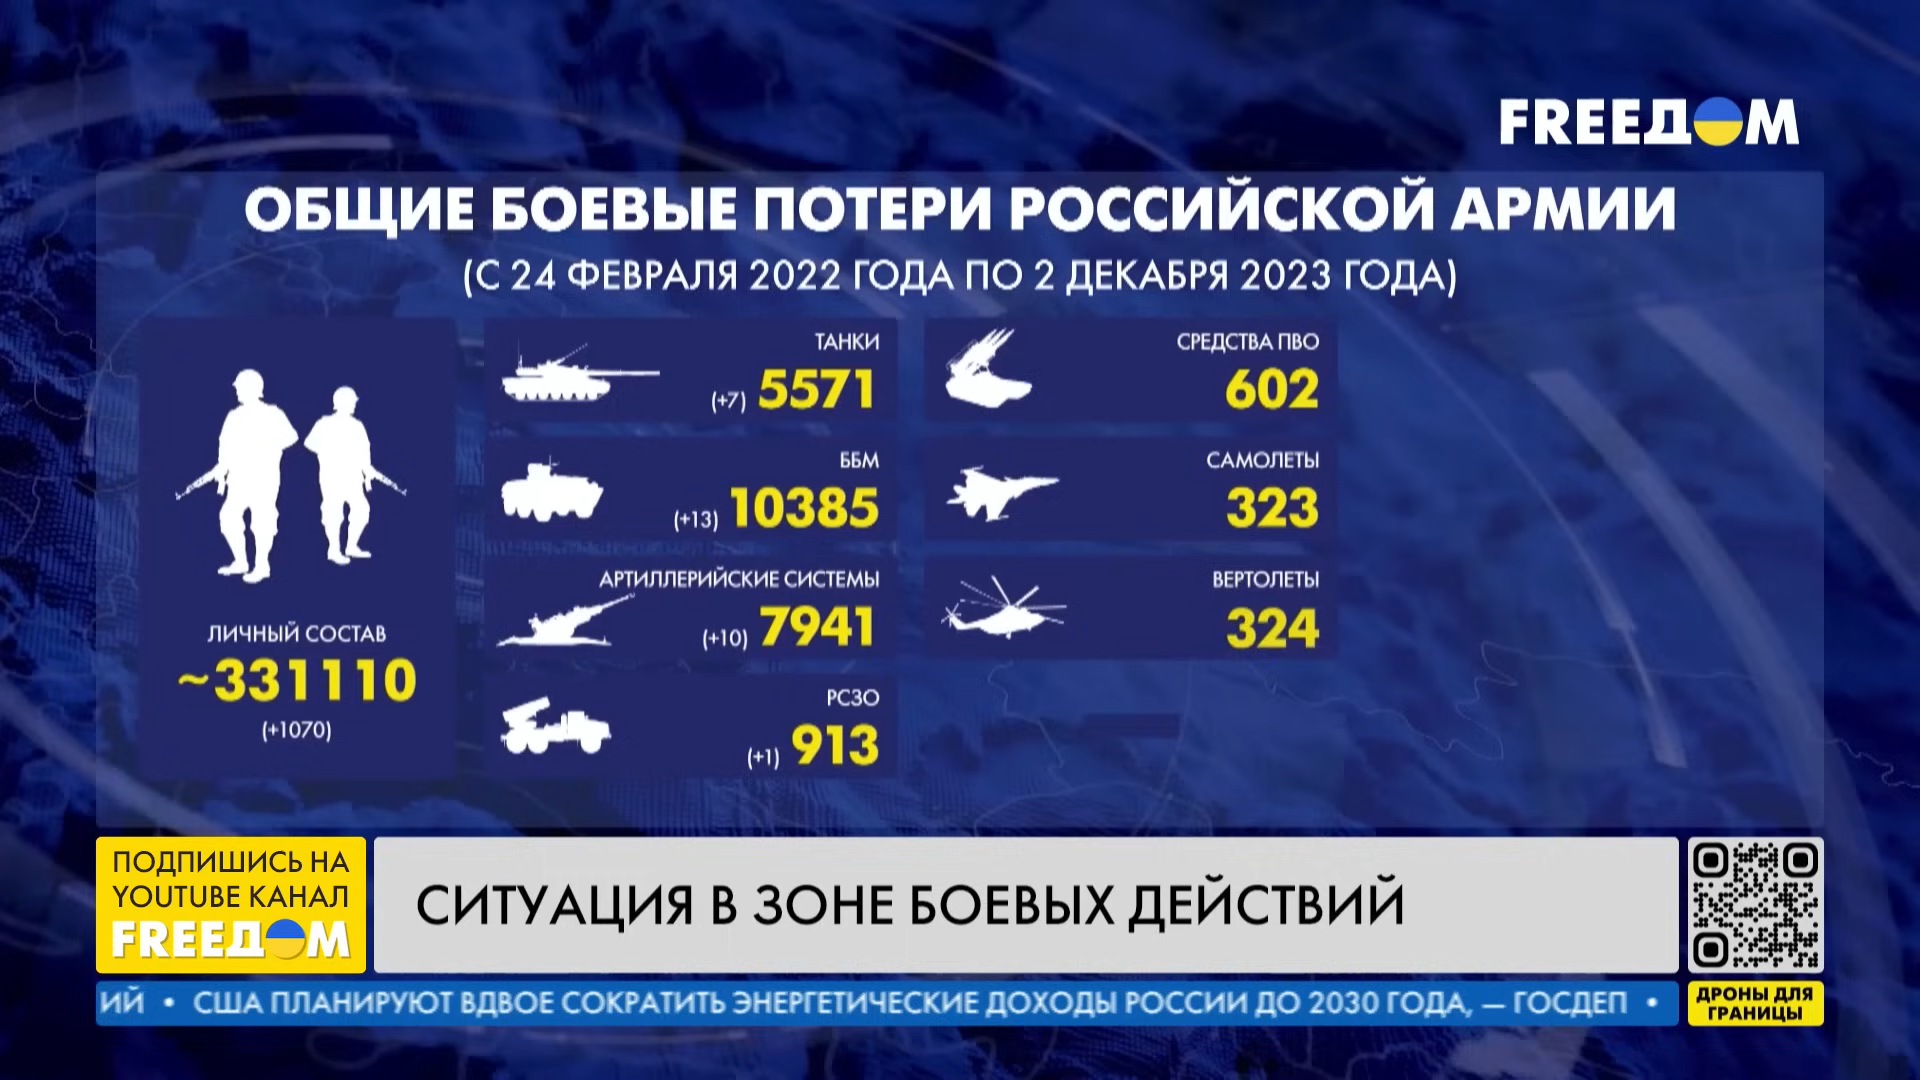 FREEДOM
ОБЩИЕ БОЕВЫЕ ПОТЕРИ РОССИЙСКОЙ АРМИИ
(С 24 ФЕВРАЛЯ 2022 ГОДА ПО 2 ДЕКАБРЯ 2023 ГОДА)
ЛИЧНЫЙ СОСТАВ
~331110
(+1070)
ТАНКИ
(+7) 5571
ББМ
(+13) 10385
АРТИЛЛЕРИЙСКИЕ СИСТЕМЫ
(+10) 7941
РСЗО
(+1) 913
СРЕДСТВА ПВО
602
САМОЛЕТЫ
323
ВЕРТОЛЕТЫ
324
ПОДПИШИСЬ НА
YOUTUBE КАНАЛ
FREEДOM
СИТУАЦИЯ В ЗОНЕ БОЕВЫХ ДЕЙСТВИЙ
ИЙ • США ПЛАНИРУЮТ ВДВОЕ СОКРАТИТЬ ЭНЕРГЕТИЧЕСКИЕ ДОХОДЫ РОССИИ ДО 2030 ГОДА, — ГОСДЕП •
ДРОНЫ ДЛЯ
ГРАНИЦЫ